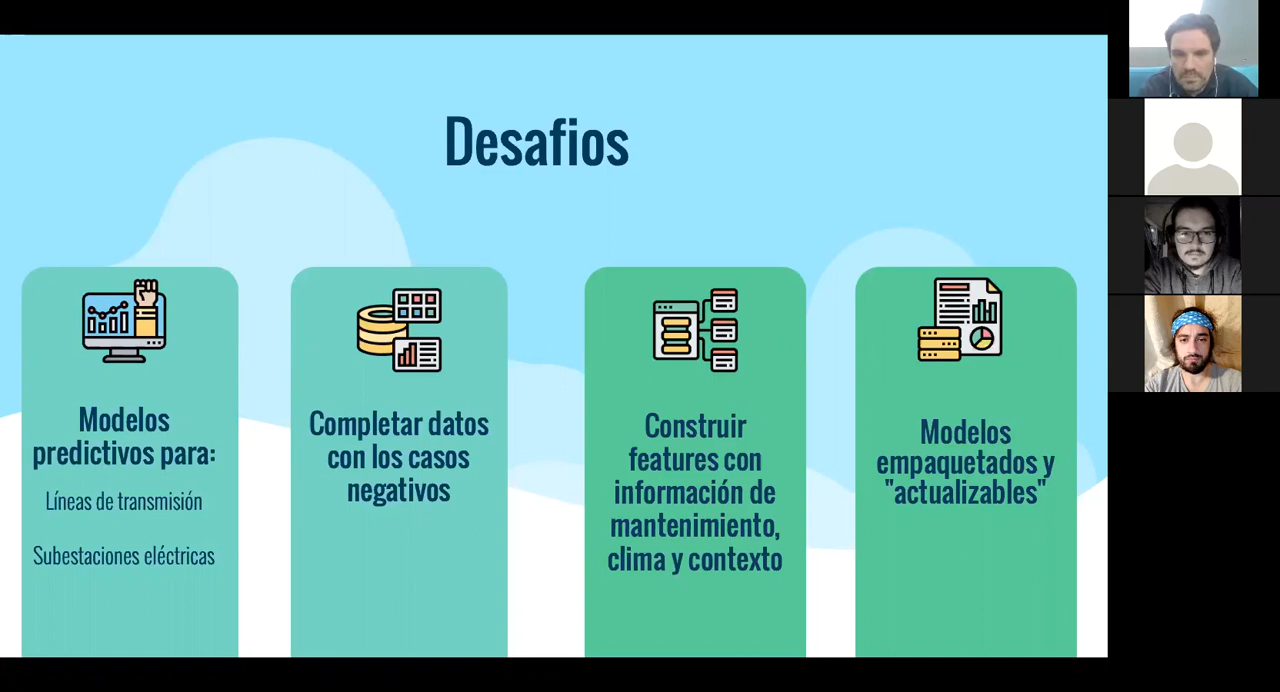 Desafios
Modelos
predictivos para:
Líneas de transmisión
Subestaciones eléctricas
Completar datos
con los casos
negativos
Construir
features con
información de
mantenimiento,
clima y contexto
Modelos
empaquetados y
"actualizables"